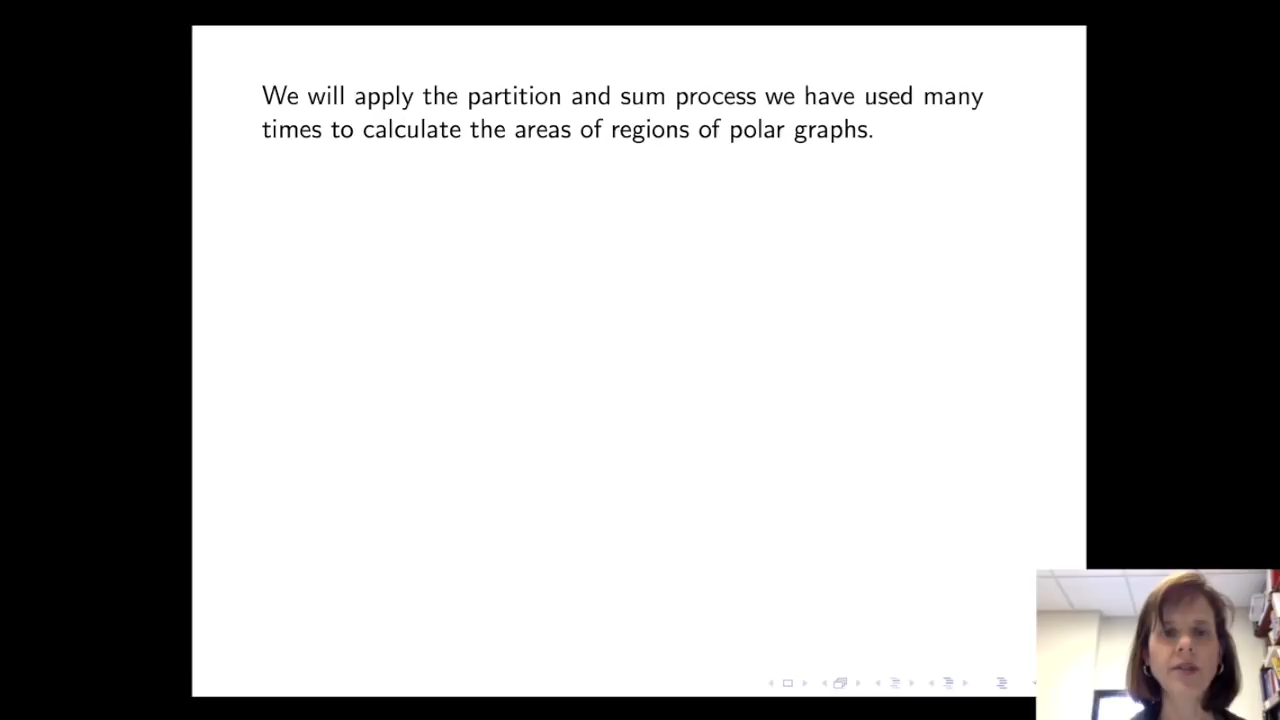 We will apply the partition and sum process we have used many
times to calculate the areas of regions of polar graphs.